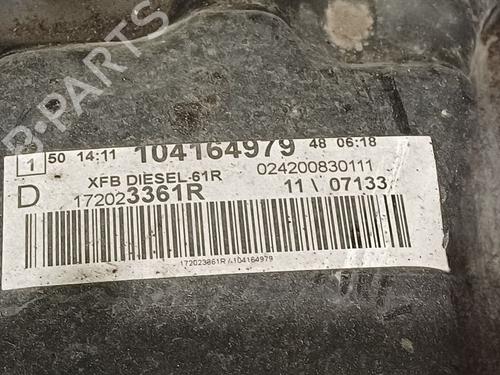 B-PARTS
1 50 14:11 104164979 48 06:18
XFB DIESEL-61R 024200830111
D 172023361R 11 \ 07133
172023361R /104164979